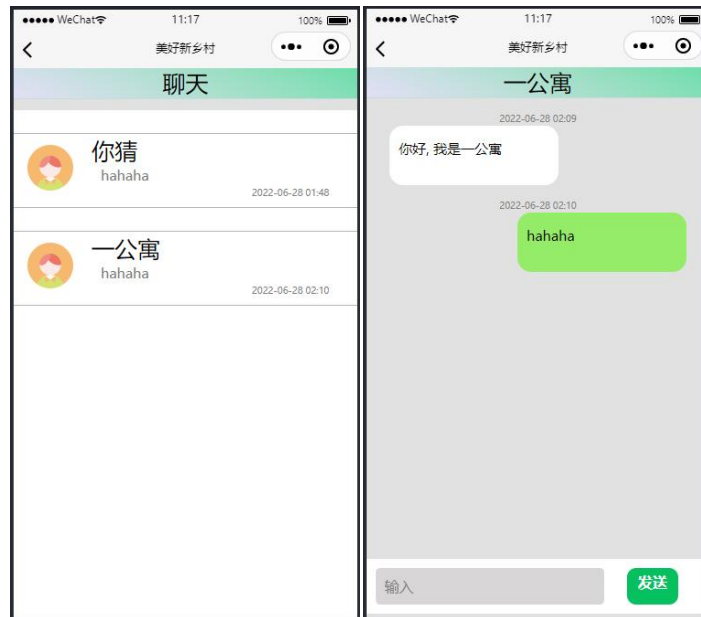 WeChat 11:17 100%
美好新乡村
聊天
你猜
hahaha
2022-06-28 01:48
一公寓
hahaha
2022-06-28 02:10
WeChat 11:17 100%
美好新乡村
一公寓
2022-06-28 02:09
你好, 我是一公寓
2022-06-28 02:10
hahaha
输入 发送